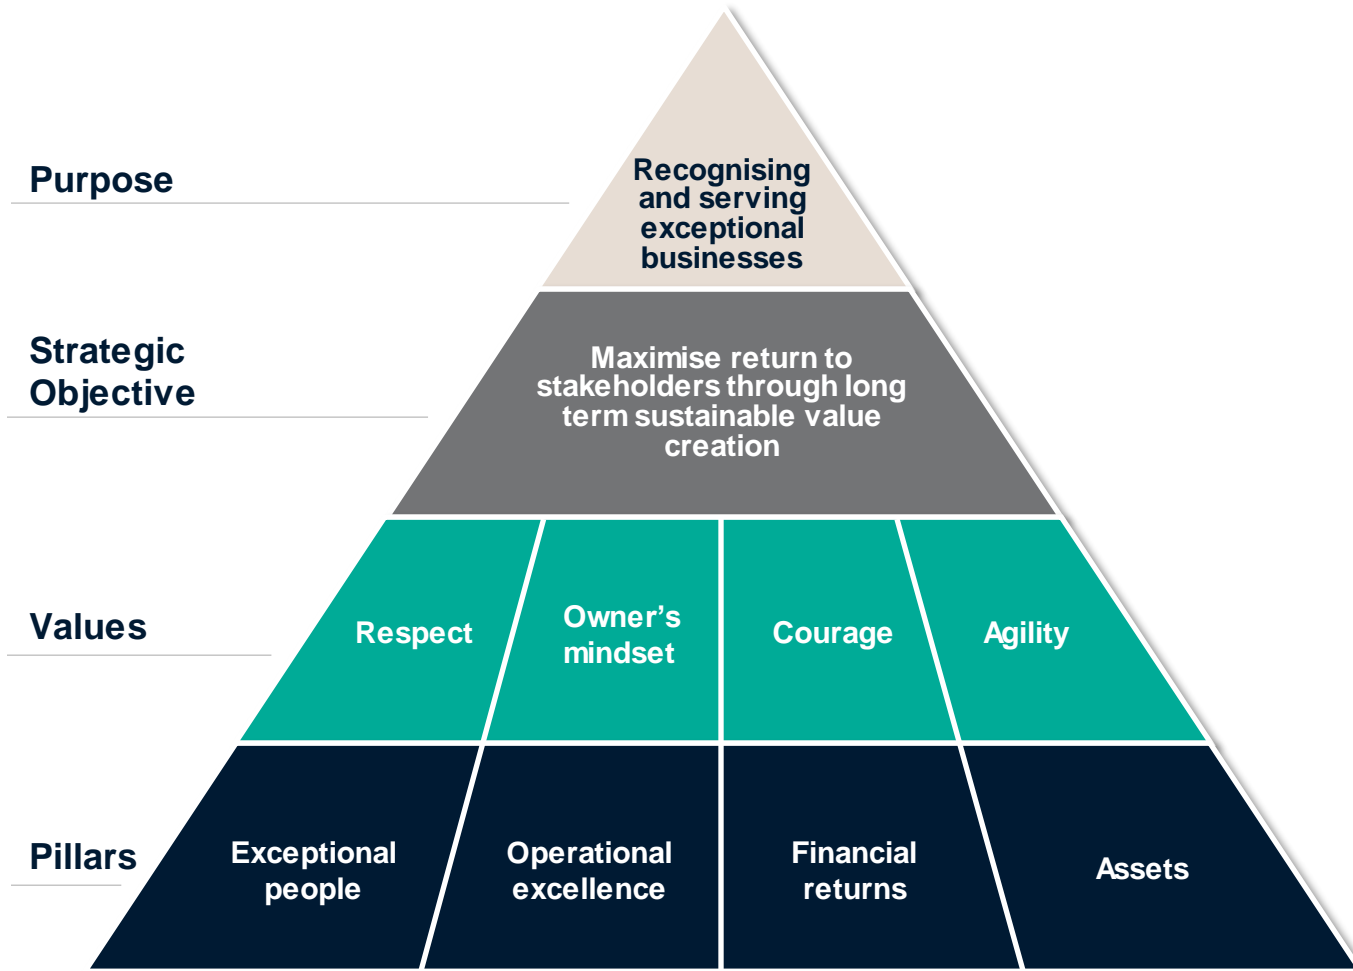 Purpose
Recognising
and serving
exceptional
businesses
Strategic
Objective
Maximise return to
stakeholders through long
term sustainable value
creation
Values
Respect
Owner’s
mindset
Courage
Agility
Pillars
Exceptional
people
Operational
excellence
Financial
returns
Assets